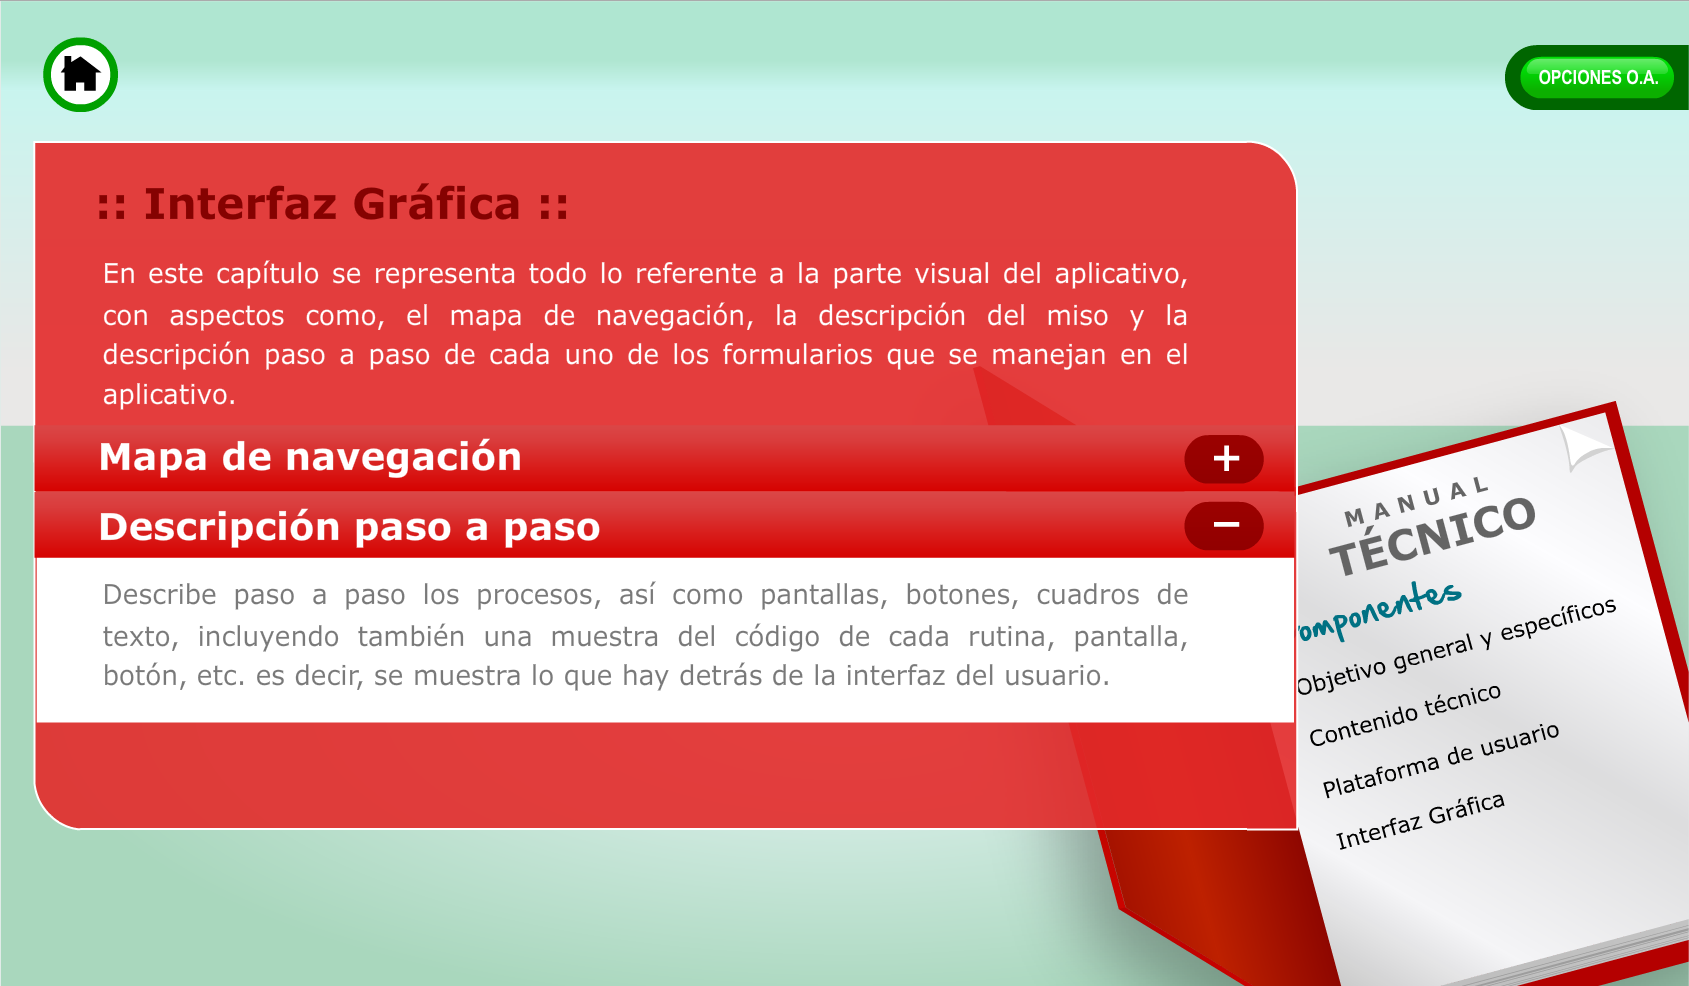 OPCIONES O.A.
:: Interfaz Gráfica ::
En este capítulo se representa todo lo referente a la parte visual del aplicativo,
con aspectos como, el mapa de navegación, la descripción del miso y la
descripción paso a paso de cada uno de los formularios que se manejan en el
aplicativo.
Mapa de navegación
+
Descripción paso a paso
−
Describe paso a paso los procesos, así como pantallas, botones, cuadros de
texto, incluyendo también una muestra del código de cada rutina, pantalla,
botón, etc. es decir, se muestra lo que hay detrás de la interfaz del usuario.
MANUAL
TÉCNICO
omponentes
Objetivo general y específicos
Contenido técnico
Plataforma de usuario
Interfaz Gráfica